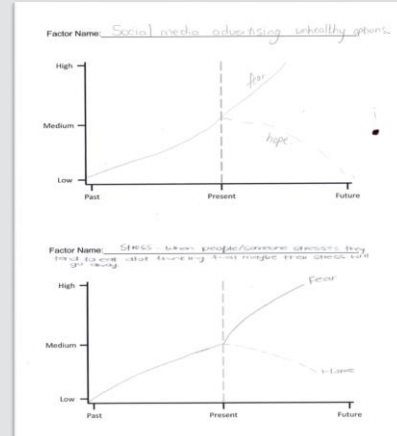 Factor Name: Social media advertising unhealthy options.
High
fear
Medium
hope
Low
Past Present Future
Factor Name: Stress - when people/someone stresses they
tend to eat alot thinking that maybe their stress will
go away
High
Fear
Medium
Hope
Low
Past Present Future